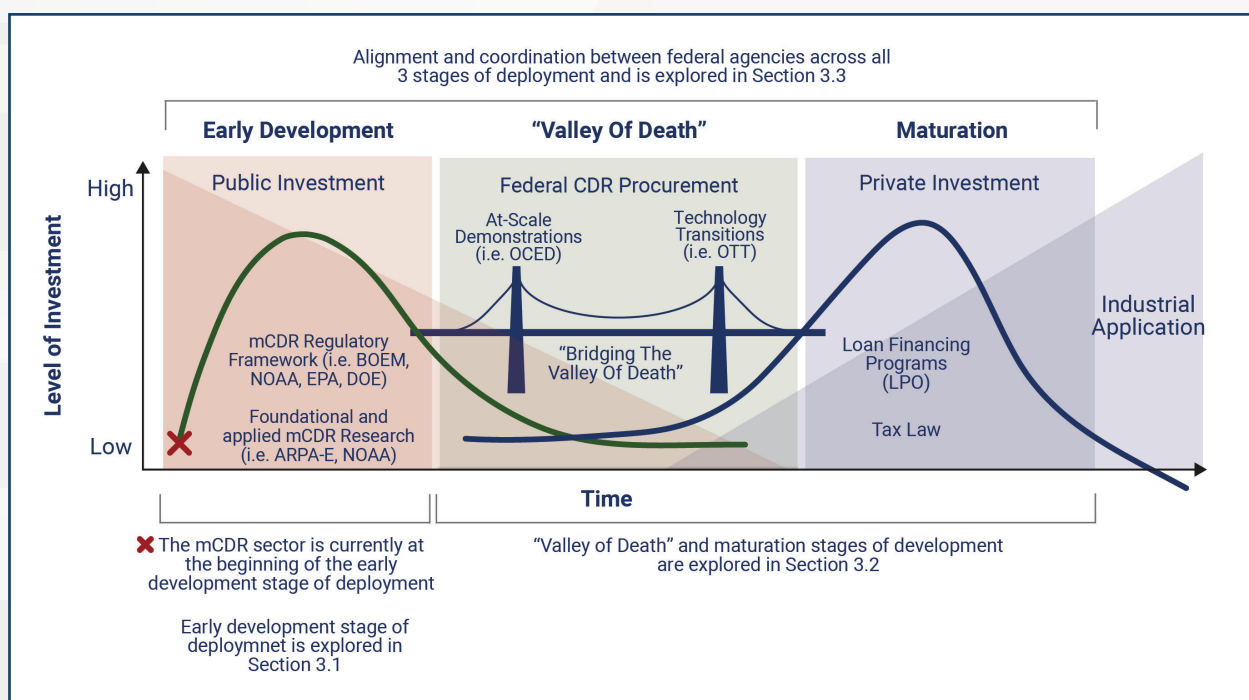 Alignment and coordination between federal agencies across all
3 stages of deployment and is explored in Section 3.3
Early Development
“Valley Of Death”
Maturation
High
Public Investment
Federal CDR Procurement
Private Investment
At-Scale
Demonstrations
(i.e. OCED)
Technology
Transitions
(i.e. OTT)
Level of Investment
Industrial
Application
mCDR Regulatory
Framework (i.e. BOEM,
NOAA, EPA, DOE)
“Bridging The
Valley Of Death”
Loan Financing
Programs
(LPO)
Foundational and
applied mCDR Research
(i.e. ARPA-E, NOAA)
Tax Law
Low
Time
The mCDR sector is currently at
the beginning of the early
development stage of deployment
“Valley of Death” and maturation stages of development
are explored in Section 3.2
Early development stage of
deploymnet is explored in
Section 3.1